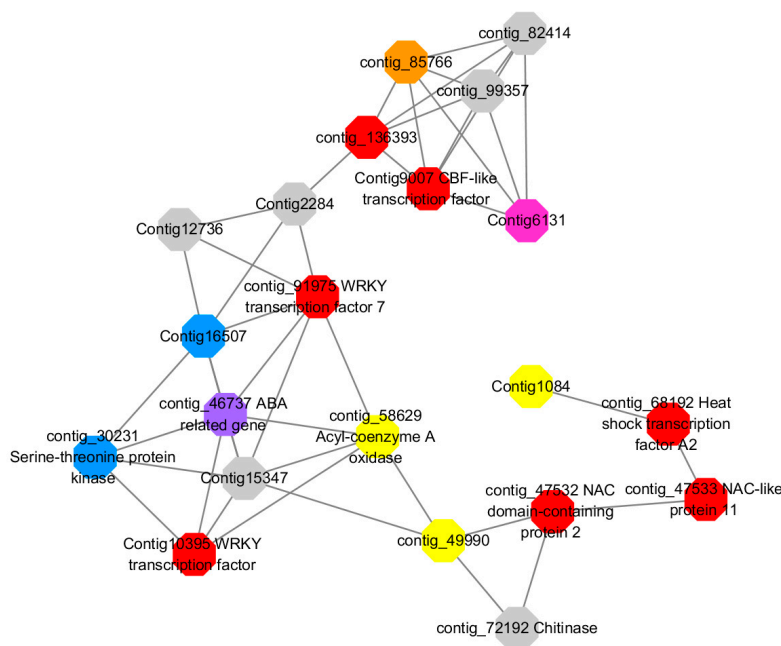 contig_82414
contig_85766
contig_99357
contig_136393
Contig9007 CBF-like
transcription factor
Contig6131
Contig2284
Contig12736
contig_91975 WRKY
transcription factor 7
Contig16507
Contig1084
contig_46737 ABA
related gene
contig_58629
Acyl-coenzyme A
oxidase
contig_68192 Heat
shock transcription
factor A2
contig_30231
Serine-threonine protein
kinase
Contig15347
contig_47532 NAC
domain-containing
protein 2
contig_47533 NAC-like
protein 11
Contig10395 WRKY
transcription factor
contig_49990
contig_72192 Chitinase